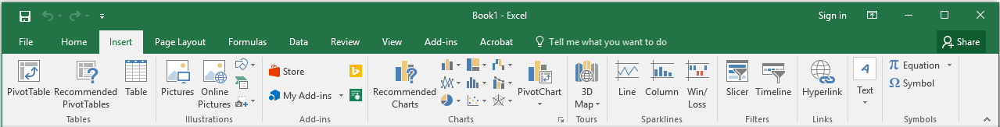 Book1 - Excel
Sign in
File Home Insert Page Layout Formulas Data Review View Add-ins Acrobat Tell me what you want to do Share
PivotTable
Recommended
PivotTables
Table
Pictures
Online
Pictures
Store
My Add-ins
Recommended
Charts
PivotChart
3D
Map
Line
Column
Win/
Loss
Slicer
Timeline
Hyperlink
A
Text
π Equation
Ω Symbol
Tables Illustrations Add-ins Charts Tours Sparklines Filters Links Symbols